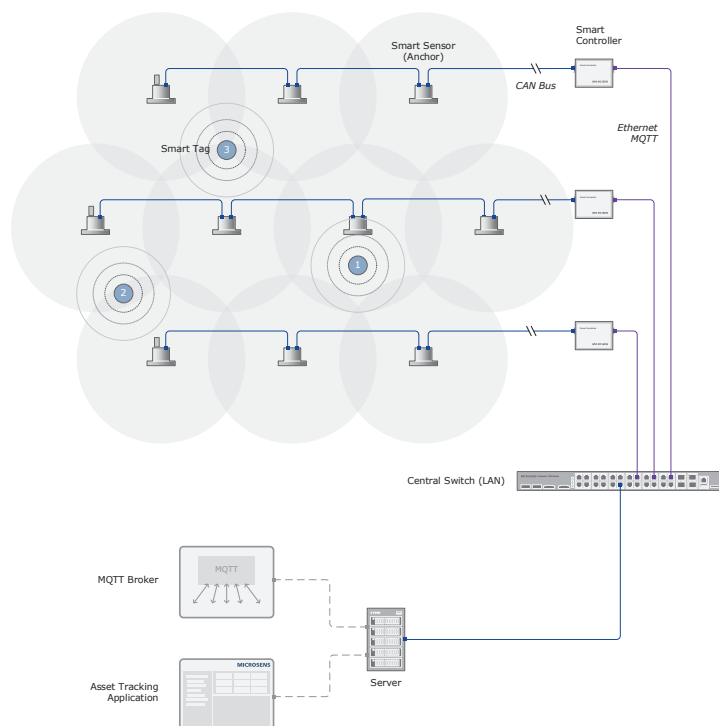 Smart
Controller
Smart Sensor
(Anchor)
CAN Bus
Ethernet
MQTT
Smart Tag
3
1
2
Central Switch (LAN)
MQTT Broker
MQTT
MICROSENS
Asset Tracking
Application
Server